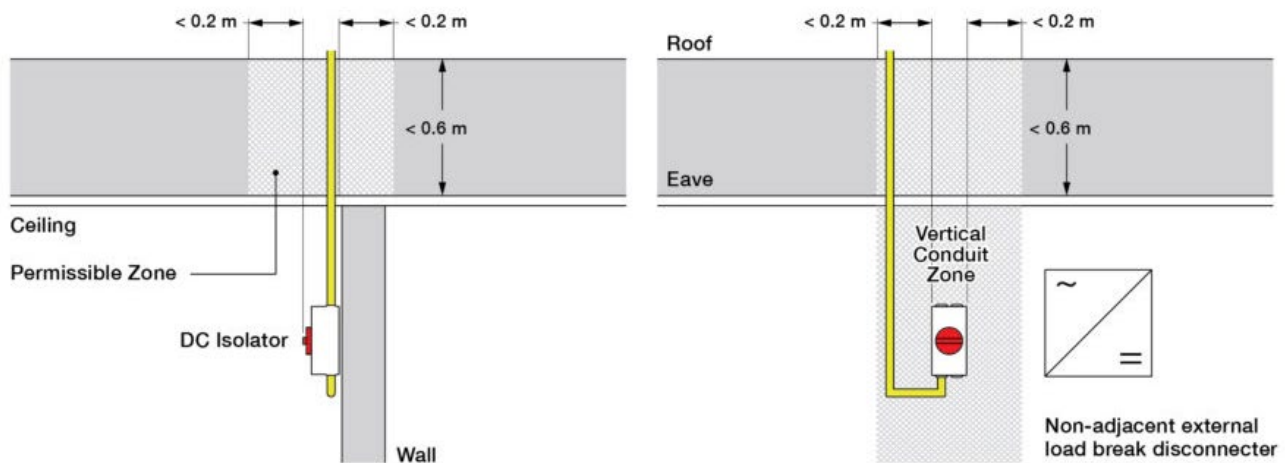 < 0.2 m
< 0.2 m
< 0.6 m
Ceiling
Permissible Zone
DC Isolator
Wall
< 0.2 m
< 0.2 m
Roof
< 0.6 m
Eave
Vertical
Conduit
Zone
~
=
Non-adjacent external
load break disconnecter